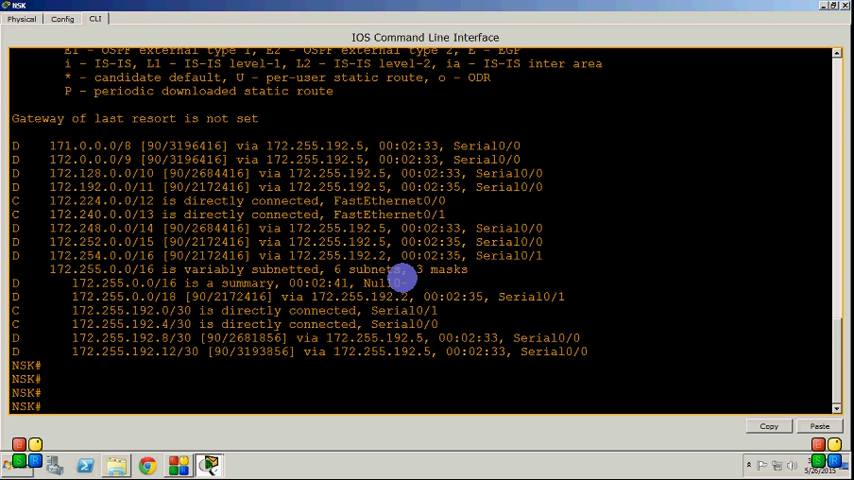 NSK
Physical Config CLI
IOS Command Line Interface
E1 - OSPF external type 1, E2 - OSPF external type 2, E - EGP
i - IS-IS, L1 - IS-IS level-1, L2 - IS-IS level-2, ia - IS-IS inter area
* - candidate default, U - per-user static route, o - ODR
P - periodic downloaded static route
Gateway of last resort is not set
D 171.0.0.0/8 [90/3196416] via 172.255.192.5, 00:02:33, Serial0/0
D 172.0.0.0/9 [90/3196416] via 172.255.192.5, 00:02:33, Serial0/0
D 172.128.0.0/10 [90/2684416] via 172.255.192.5, 00:02:33, Serial0/0
D 172.192.0.0/11 [90/2172416] via 172.255.192.5, 00:02:35, Serial0/0
C 172.224.0.0/12 is directly connected, FastEthernet0/0
C 172.240.0.0/13 is directly connected, FastEthernet0/1
D 172.248.0.0/14 [90/2684416] via 172.255.192.5, 00:02:33, Serial0/0
D 172.252.0.0/15 [90/2172416] via 172.255.192.5, 00:02:35, Serial0/0
D 172.254.0.0/16 [90/2172416] via 172.255.192.2, 00:02:35, Serial0/1
172.255.0.0/16 is variably subnetted, 6 subnets, 3 masks
D 172.255.0.0/16 is a summary, 00:02:41, Null0
D 172.255.0.0/18 [90/2172416] via 172.255.192.2, 00:02:35, Serial0/1
C 172.255.192.0/30 is directly connected, Serial0/1
C 172.255.192.4/30 is directly connected, Serial0/0
D 172.255.192.8/30 [90/2681856] via 172.255.192.5, 00:02:33, Serial0/0
D 172.255.192.12/30 [90/3193856] via 172.255.192.5, 00:02:33, Serial0/0
NSK#
NSK#
NSK#
NSK#
Copy Paste
5/26/2015